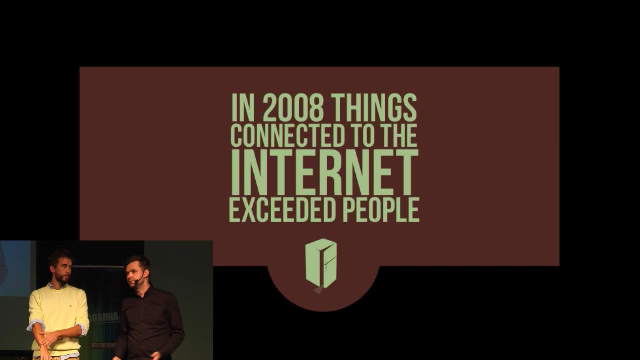 IN 2008 THINGS
CONNECTED TO THE
INTERNET
EXCEEDED PEOPLE